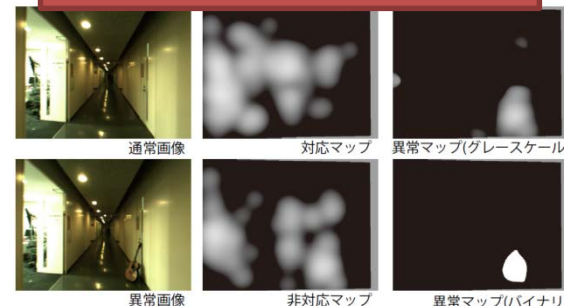 通常画像
対応マップ
異常マップ(グレースケール
異常画像
非対応マップ
異常マップ(バイナリ